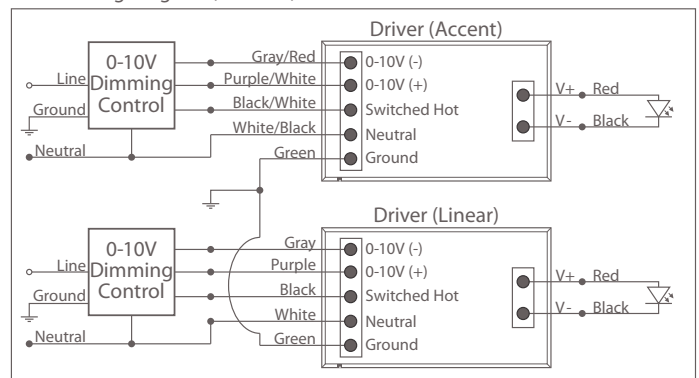 Driver (Accent)
0-10V
Dimming
Control
Line
Ground
Neutral
Gray/Red
Purple/White
Black/White
White/Black
Green
0-10V (-)
0-10V (+)
Switched Hot
Neutral
Ground
V+ Red
V- Black
Driver (Linear)
0-10V
Dimming
Control
Line
Ground
Neutral
Gray
Purple
Black
White
Green
0-10V (-)
0-10V (+)
Switched Hot
Neutral
Ground
V+ Red
V- Black